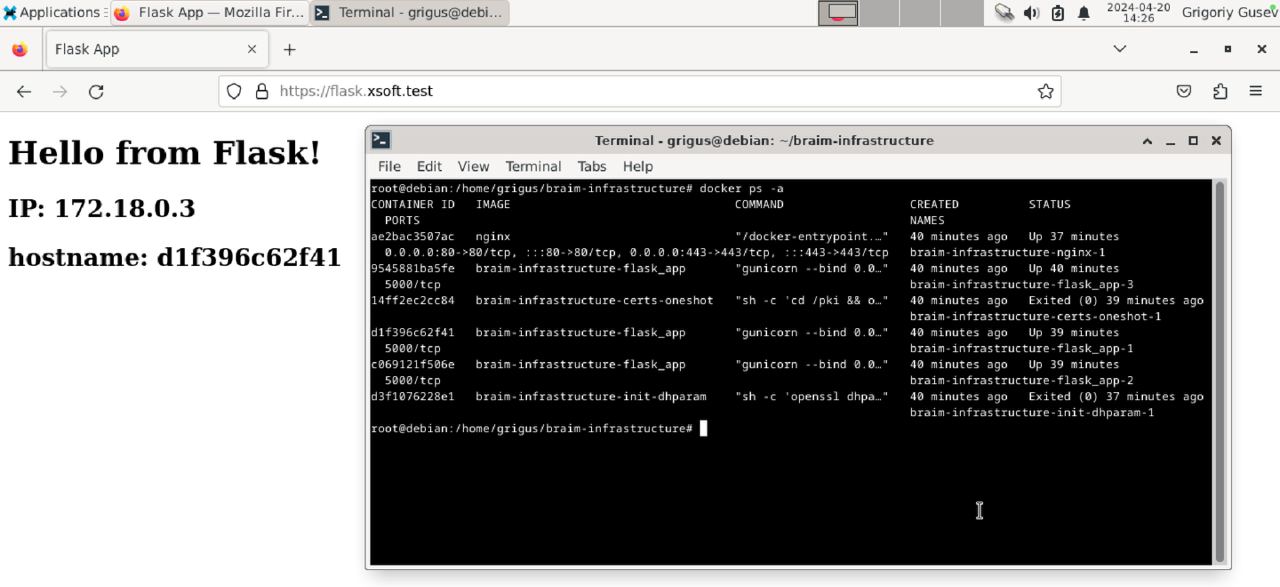 Applications
Flask App — Mozilla Fir...
Terminal - grigus@debi...
2024-04-20
14:26
Grigoriy Gusev
Flask App
https://flask.xsoft.test
Hello from Flask!
IP: 172.18.0.3
hostname: d1f396c62f41
Terminal - grigus@debian: ~/braim-infrastructure
File Edit View Terminal Tabs Help
root@debian:/home/grigus/braim-infrastructure# docker ps -a
CONTAINER ID IMAGE COMMAND CREATED STATUS
PORTS NAMES
ae2bac3507ac nginx "/docker-entrypoint.…" 40 minutes ago Up 37 minutes
0.0.0.0:80->80/tcp, :::80->80/tcp, 0.0.0.0:443->443/tcp, :::443->443/tcp braim-infrastructure-nginx-1
9545881ba5fe braim-infrastructure-flask_app "gunicorn --bind 0.0…" 40 minutes ago Up 40 minutes
5000/tcp braim-infrastructure-flask_app-3
14ff2ec2cc84 braim-infrastructure-certs-oneshot "sh -c 'cd /pki && o…" 40 minutes ago Exited (0) 39 minutes ago
braim-infrastructure-certs-oneshot-1
d1f396c62f41 braim-infrastructure-flask_app "gunicorn --bind 0.0…" 40 minutes ago Up 39 minutes
5000/tcp braim-infrastructure-flask_app-1
c069121f506e braim-infrastructure-flask_app "gunicorn --bind 0.0…" 40 minutes ago Up 39 minutes
5000/tcp braim-infrastructure-flask_app-2
d3f1076228e1 braim-infrastructure-init-dhparam "sh -c 'openssl dhpa…" 40 minutes ago Exited (0) 37 minutes ago
braim-infrastructure-init-dhparam-1
root@debian:/home/grigus/braim-infrastructure#